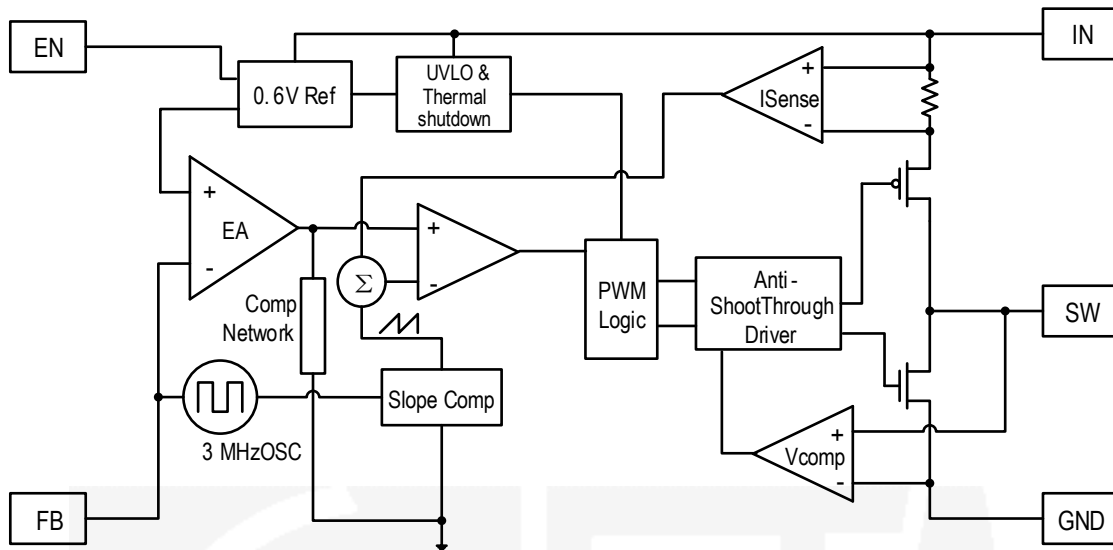 EN
IN
0.6V Ref
UVLO &
Thermal
shutdown
+
ISense
-
+
EA
-
+
-
Σ
Comp
Network
PWM
Logic
Anti-
ShootThrough
Driver
SW
Slope Comp
3 MHzOSC
+
Vcomp
-
FB
GND